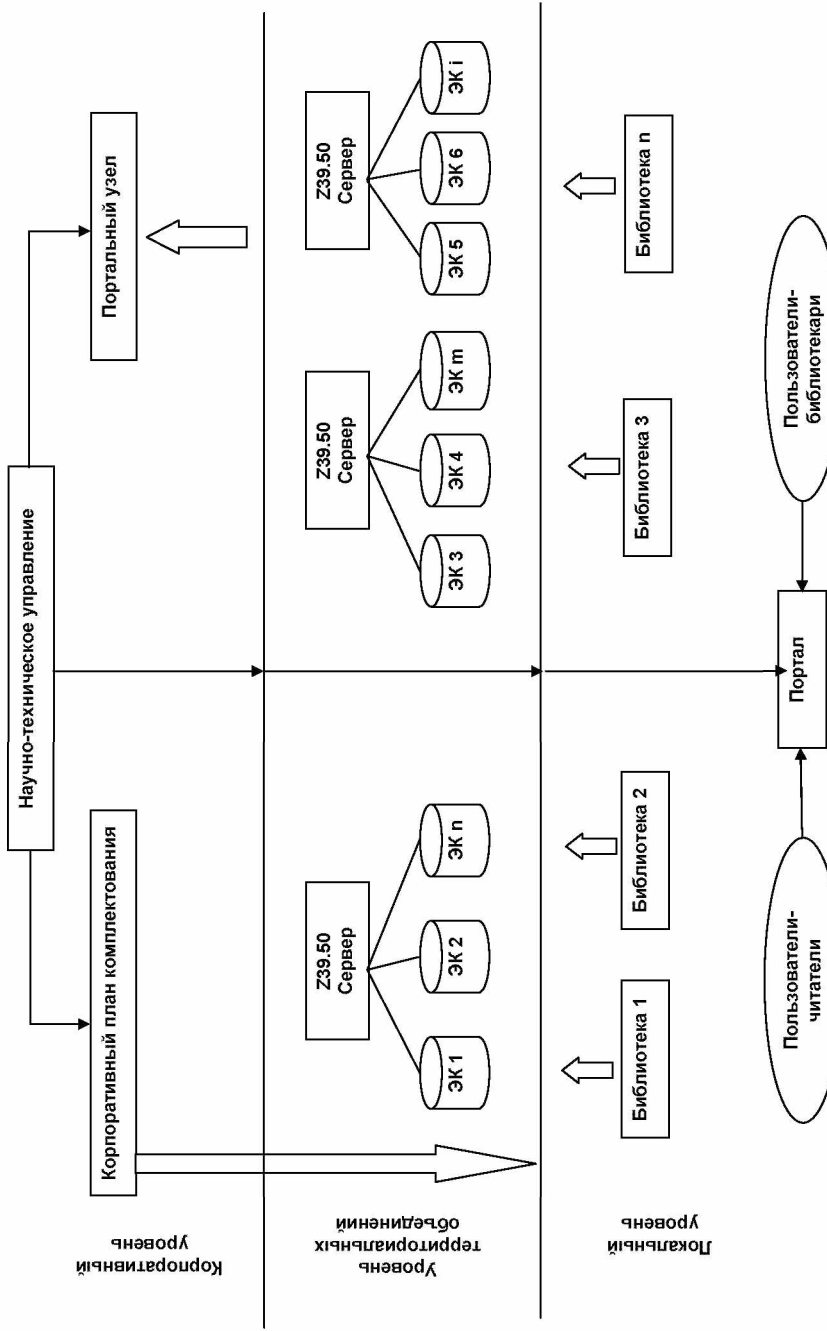 Научно-техническое управление
Корпоративный план комплектования
Портальный узел
Корпоративный
уровень
Z39.50
Сервер
ЭК 1
ЭК 2
ЭК n
Z39.50
Сервер
ЭК 3
ЭК 4
ЭК m
Z39.50
Сервер
ЭК 5
ЭК 6
ЭК i
Уровень
территориальных
объединений
Библиотека 1
Библиотека 2
Библиотека 3
Библиотека n
Локальный
уровень
Пользователи-
читатели
Портал
Пользователи-
библиотекари